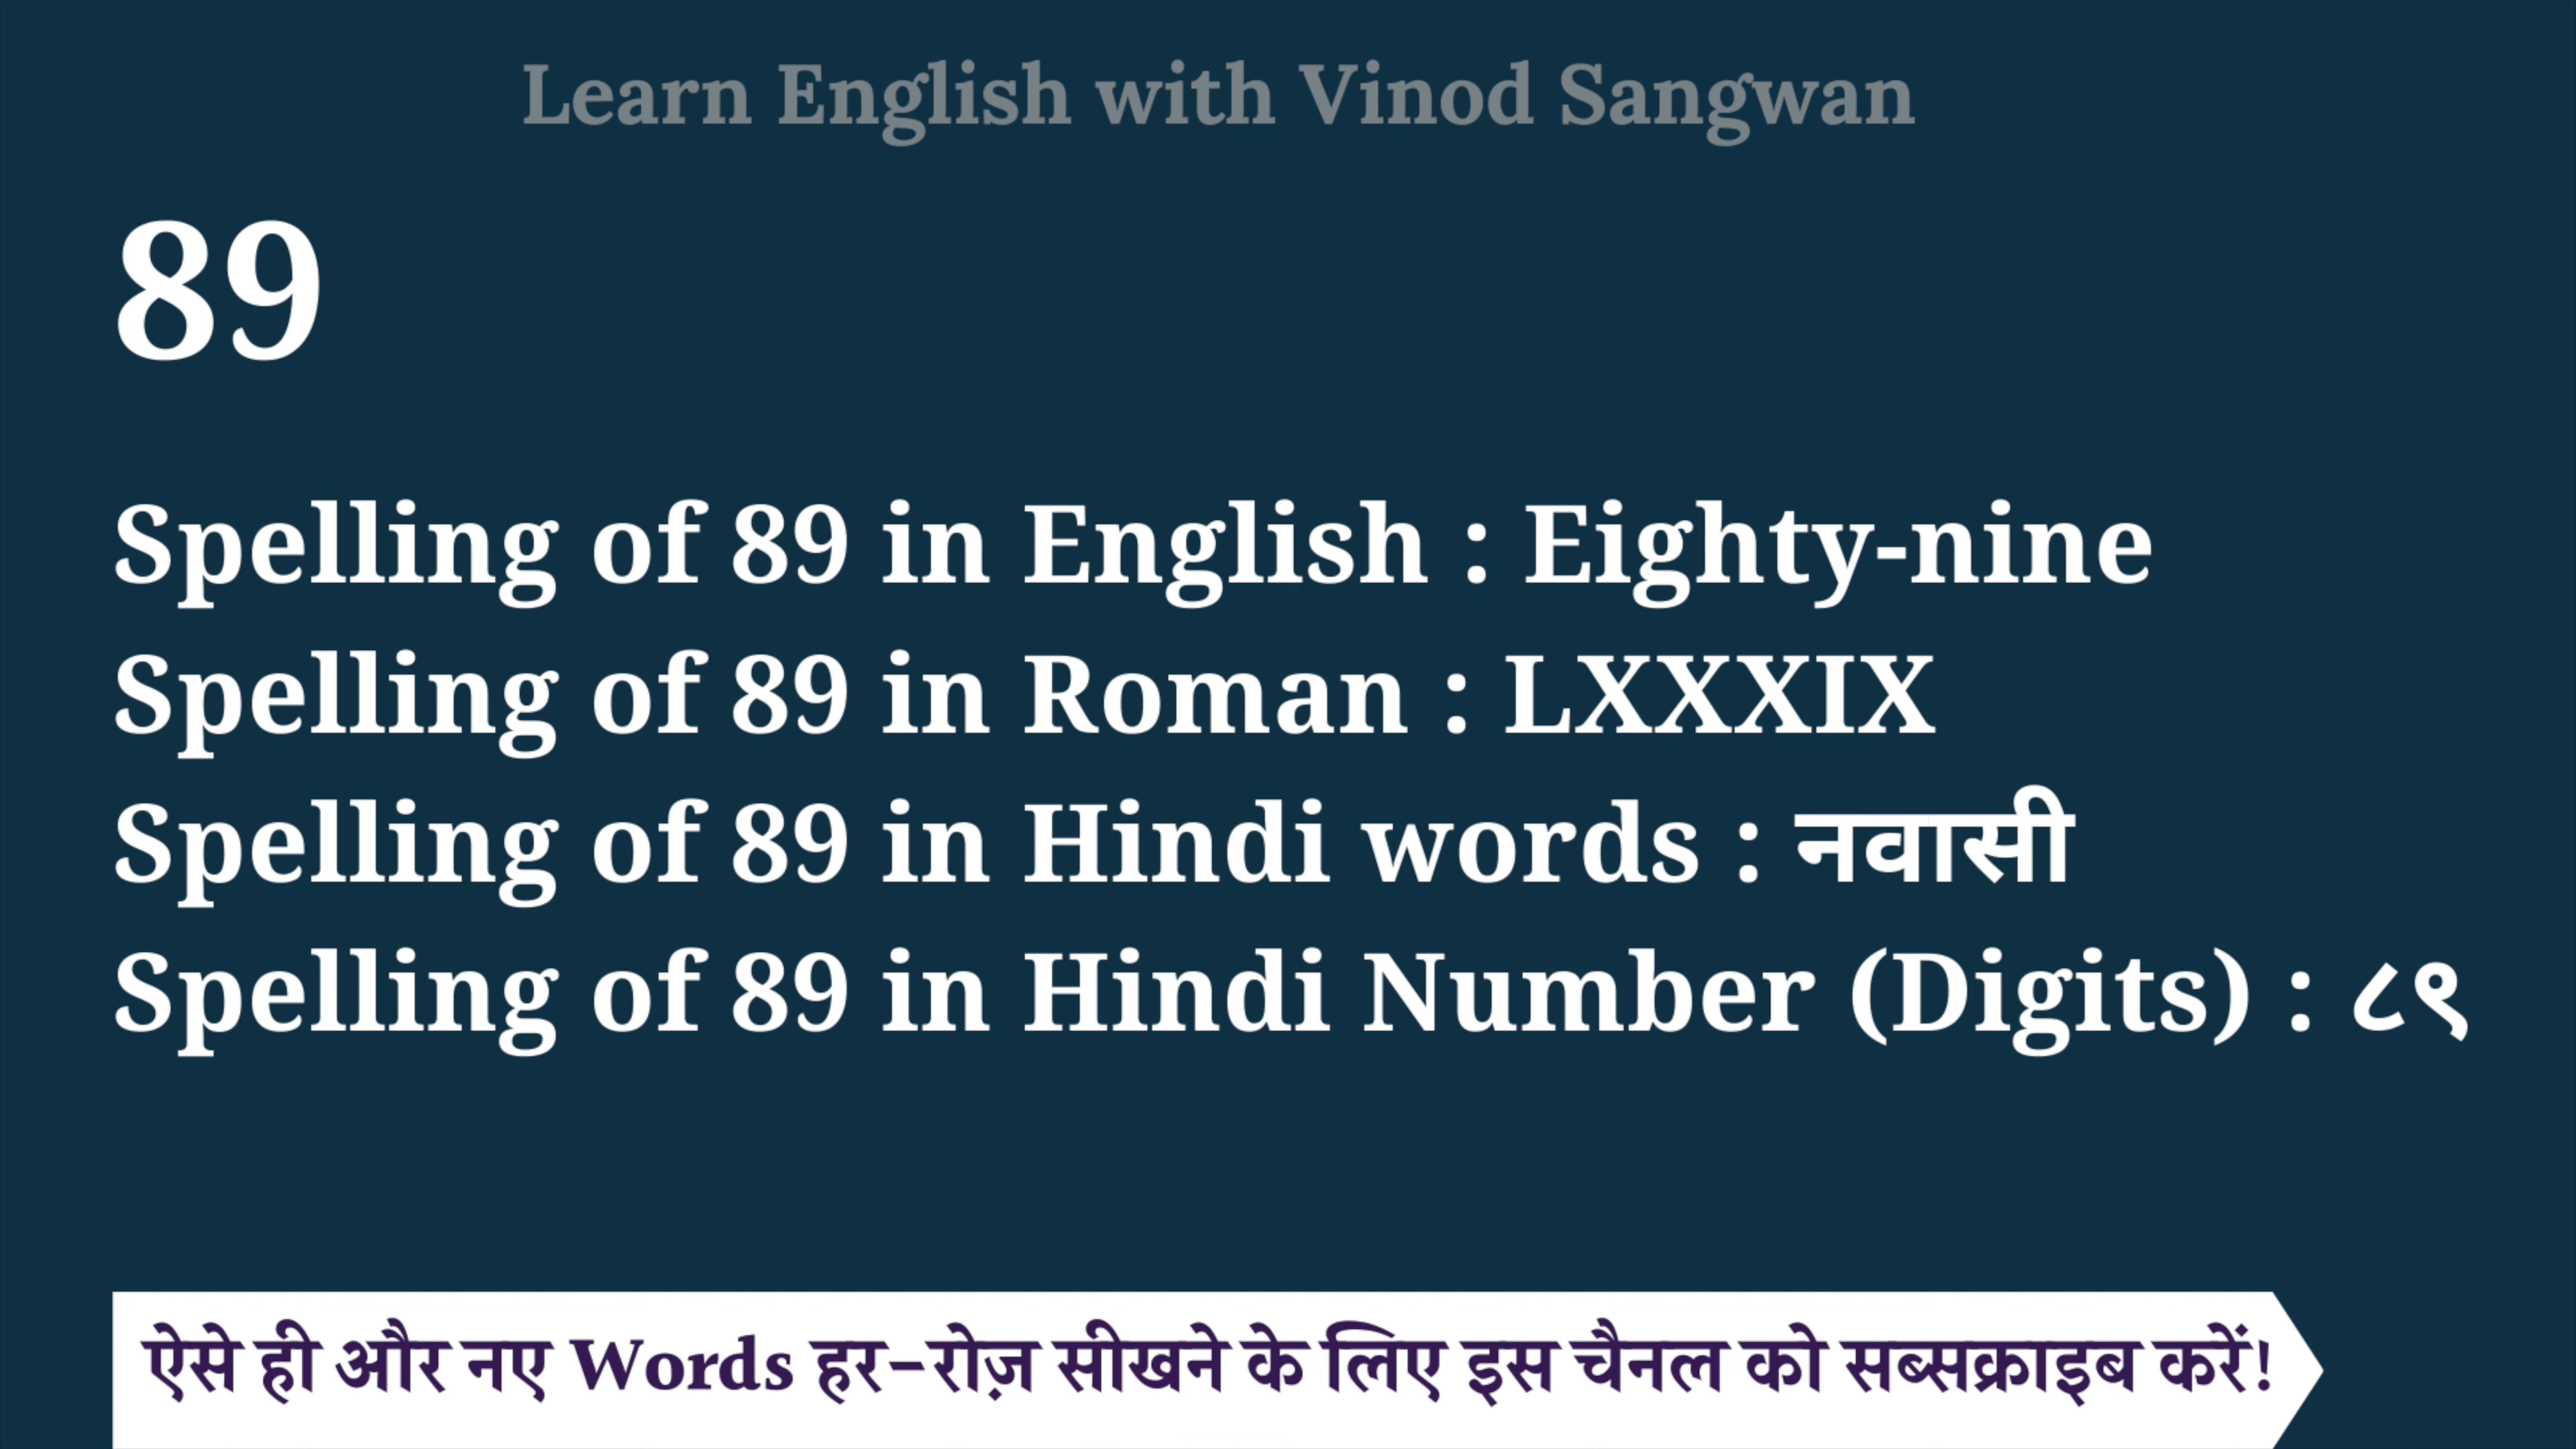 Learn English with Vinod Sangwan
89
Spelling of 89 in English : Eighty-nine
Spelling of 89 in Roman : LXXXIX
Spelling of 89 in Hindi words : नवासी
Spelling of 89 in Hindi Number (Digits) : ८९
ऐसे ही और नए Words हर-रोज़ सीखने के लिए इस चैनल को सब्सक्राइब करें!